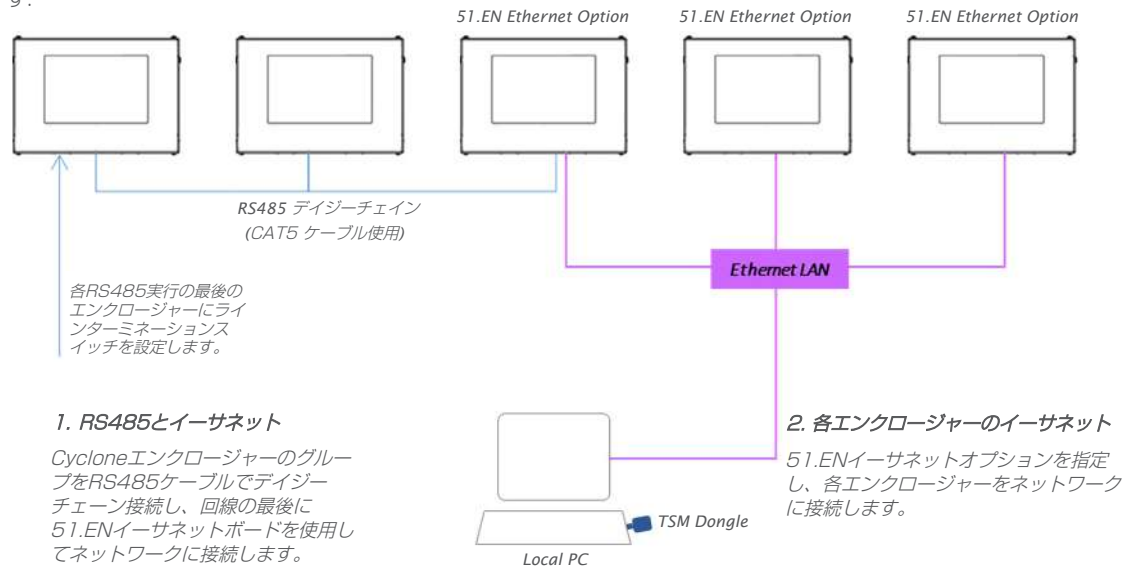 す.
51.EN Ethernet Option
51.EN Ethernet Option
51.EN Ethernet Option
RS485 デイジーチェイン
(CAT5 ケーブル使用)
Ethernet LAN
各RS485実行の最後の
エンクロージャーにライ
ンターミネーションス
イッチを設定します。
1. RS485とイーサネット
Cycloneエンクロージャーのグルー
プをRS485ケーブルでデイジー
チェーン接続し、回線の最後に
51.ENイーサネットボードを使用し
てネットワークに接続します。
2. 各エンクロージャーのイーサネット
51.ENイーサネットオプションを指定
し、各エンクロージャーをネットワーク
に接続します。
TSM Dongle
Local PC